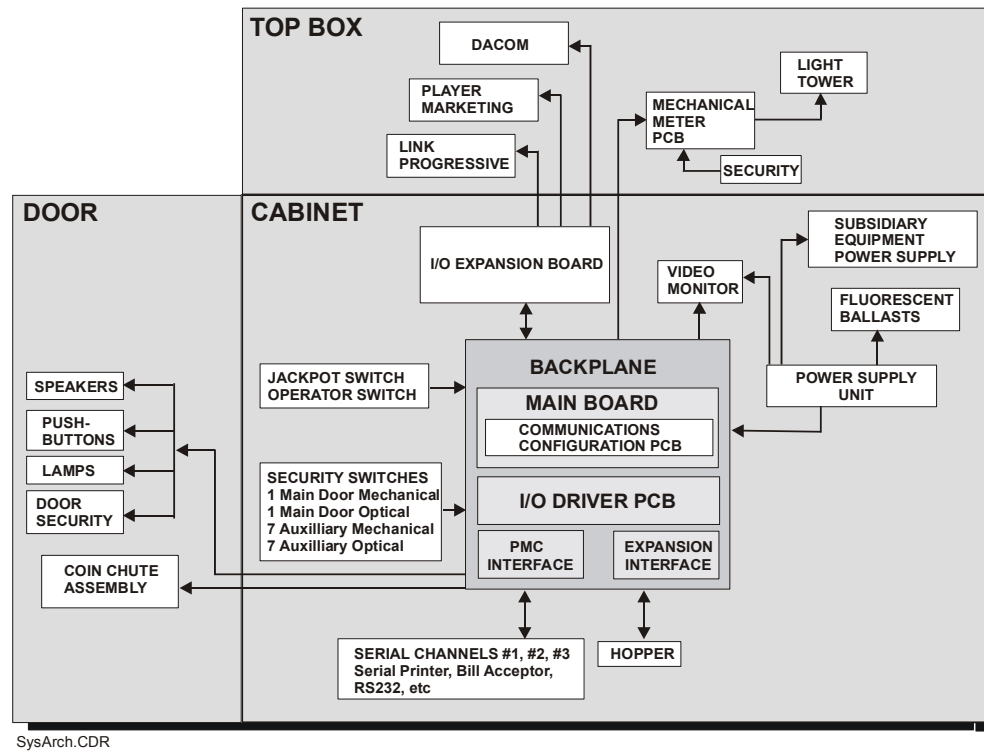 TOP BOX
DACOM
PLAYER
MARKETING
LINK
PROGRESSIVE
MECHANICAL
METER
PCB
LIGHT
TOWER
SECURITY
DOOR
CABINET
I/O EXPANSION BOARD
VIDEO
MONITOR
SUBSIDIARY
EQUIPMENT
POWER SUPPLY
FLUORESCENT
BALLASTS
POWER SUPPLY
UNIT
SPEAKERS
PUSH-
BUTTONS
LAMPS
DOOR
SECURITY
COIN CHUTE
ASSEMBLY
JACKPOT SWITCH
OPERATOR SWITCH
SECURITY SWITCHES
1 Main Door Mechanical
1 Main Door Optical
7 Auxilliary Mechanical
7 Auxilliary Optical
BACKPLANE
MAIN BOARD
COMMUNICATIONS
CONFIGURATION PCB
I/O DRIVER PCB
PMC
INTERFACE
EXPANSION
INTERFACE
SERIAL CHANNELS #1, #2, #3
Serial Printer, Bill Acceptor,
RS232, etc
HOPPER
SysArch.CDR